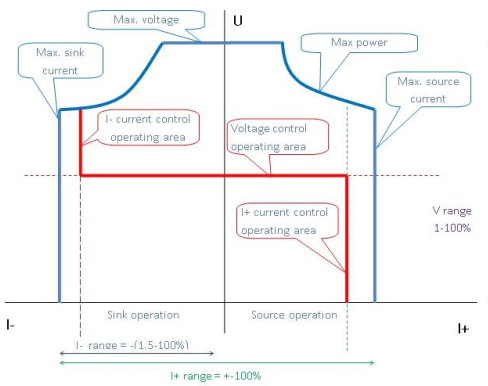 Max. voltage
U
Max. sink
current
Max power
Max. source
current
I- current control
operating area
Voltage control
operating area
I+ current control
operating area
V range
1-100%
Sink operation
Source operation
I-
I+
I- range = -(1.5-100%)
I+ range = +-100%